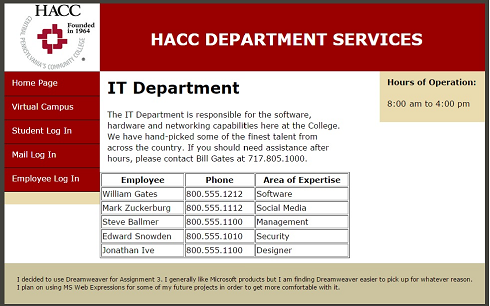 HACC
Founded
in 1964
CENTRAL PENNSYLVANIA'S COMMUNITY COLLEGE
HACC DEPARTMENT SERVICES
Home Page
Virtual Campus
Student Log In
Mail Log In
Employee Log In
IT Department
The IT Department is responsible for the software,
hardware and networking capabilities here at the College.
We have hand-picked some of the finest talent from
across the country. If you should need assistance after
hours, please contact Bill Gates at 717.805.1000.
Employee Phone Area of Expertise
William Gates 800.555.1212 Software
Mark Zuckerburg 800.555.1112 Social Media
Steve Ballmer 800.555.1100 Management
Edward Snowden 800.555.1010 Security
Jonathan Ive 800.555.1100 Designer
Hours of Operation:
8:00 am to 4:00 pm
I decided to use Dreamweaver for Assignment 3. I generally like Microsoft products but I am finding Dreamweaver easier to pick up for whatever reason.
I plan on using MS Web Expressions for some of my future projects in order to get more comfortable with it.